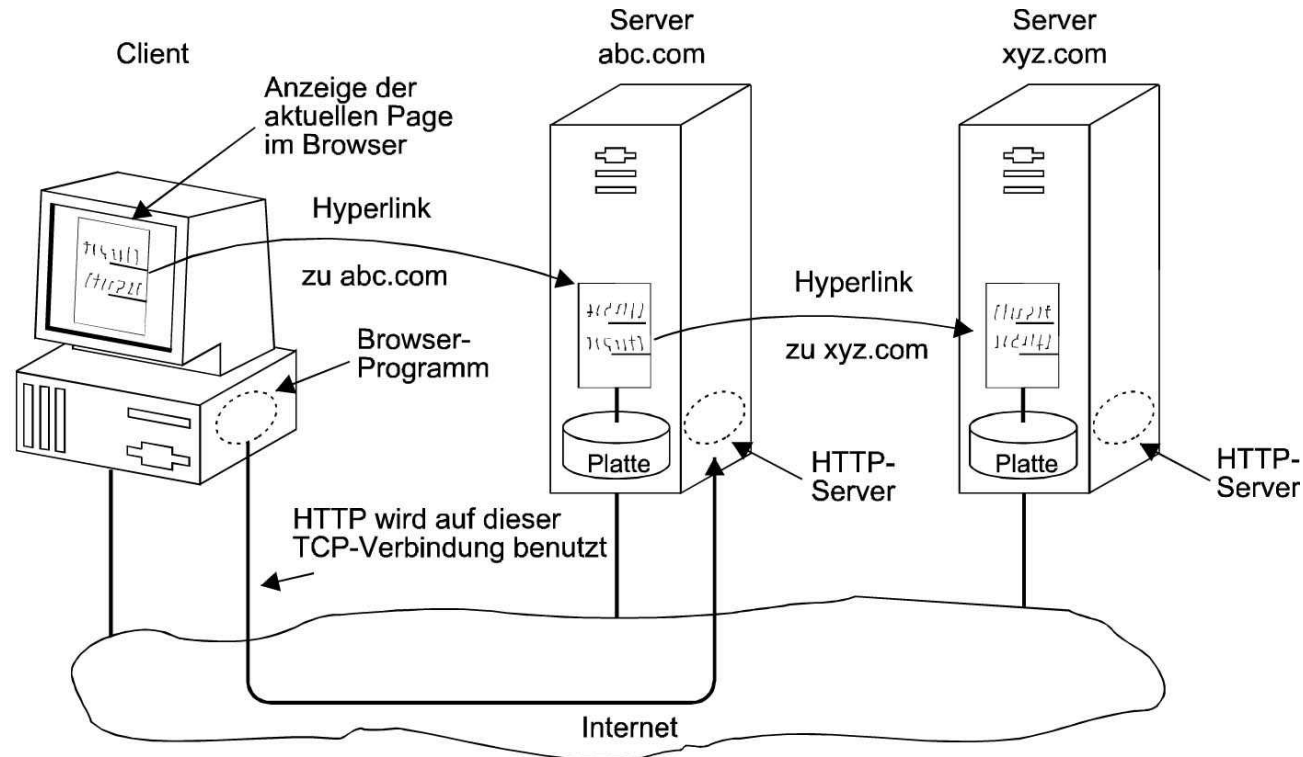 Client
Server
abc.com
Server
xyz.com
Anzeige der
aktuellen Page
im Browser
Hyperlink
zu abc.com
Hyperlink
zu xyz.com
Browser-
Programm
Platte
HTTP-
Server
Platte
HTTP-
Server
HTTP wird auf dieser
TCP-Verbindung benutzt
Internet